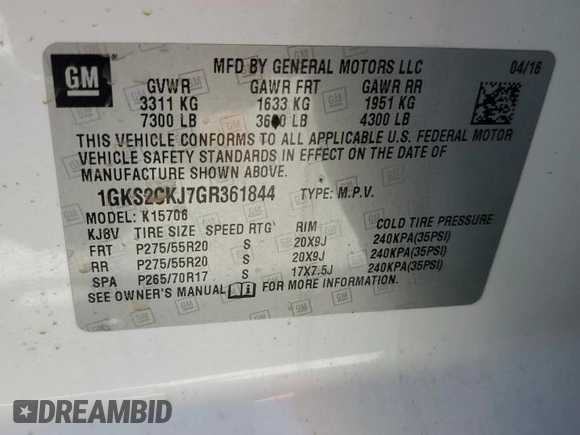 GM
MFD BY GENERAL MOTORS LLC 04/16
GVWR GAWR FRT GAWR RR
3311 KG 1633 KG 1951 KG
7300 LB 3600 LB 4300 LB
THIS VEHICLE CONFORMS TO ALL APPLICABLE U.S. FEDERAL MOTOR
VEHICLE SAFETY STANDARDS IN EFFECT ON THE DATE OF
MANUFACTURE SHOWN ABOVE.
1GKS2CKJ7GR361844 TYPE: M.P.V.
MODEL: K15706
KJ8V TIRE SIZE SPEED RTG RIM COLD TIRE PRESSURE
FRT P275/55R20 S 20X9J 240KPA(35PSI)
RR P275/55R20 S 20X9J 240KPA(35PSI)
SPA P265/70R17 S 17X7.5J 240KPA(35PSI)
SEE OWNER'S MANUAL FOR MORE INFORMATION.
DREAMBID